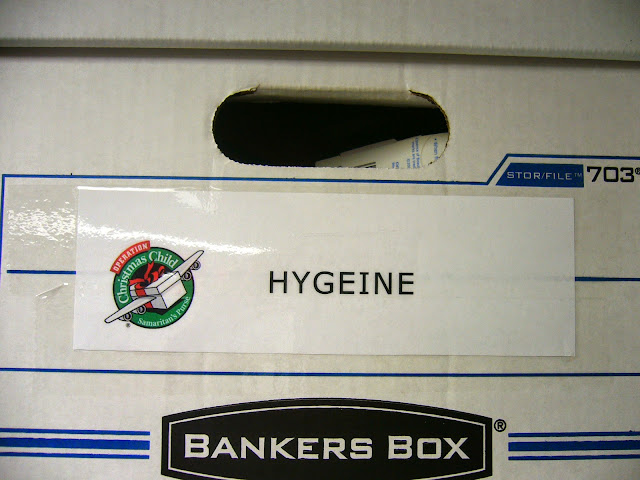 STOR/FILE™ 703®
OPERATION
Christmas Child
Samaritan's Purse
®
HYGEINE
BANKERS BOX®